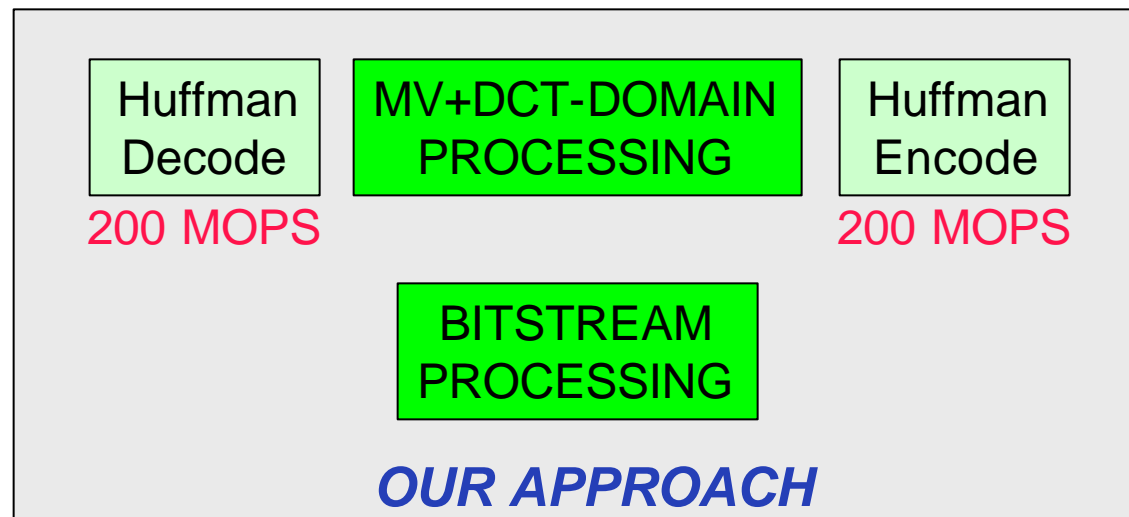 Huffman
Decode
MV+DCT-DOMAIN
PROCESSING
Huffman
Encode
200 MOPS
200 MOPS
BITSTREAM
PROCESSING
OUR APPROACH